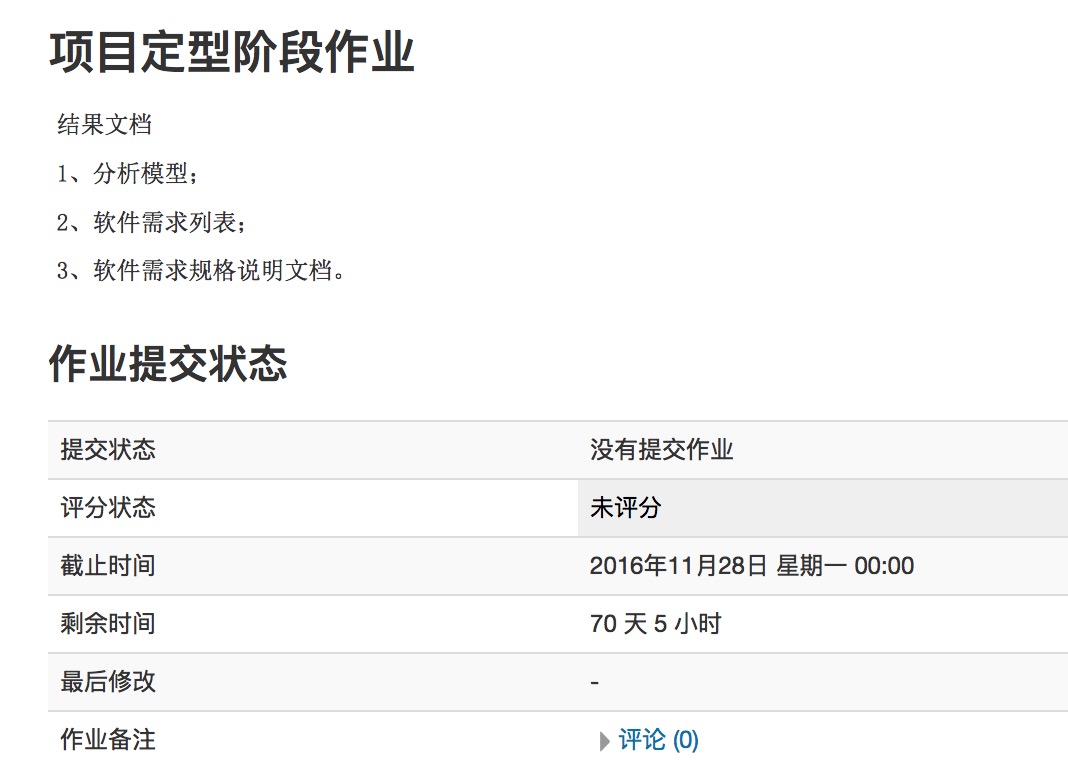 项目定型阶段作业
结果文档
1、分析模型；
2、软件需求列表；
3、软件需求规格说明文档。
作业提交状态
提交状态 没有提交作业
评分状态 未评分
截止时间 2016年11月28日 星期一 00:00
剩余时间 70 天 5 小时
最后修改 -
作业备注 评论 (0)